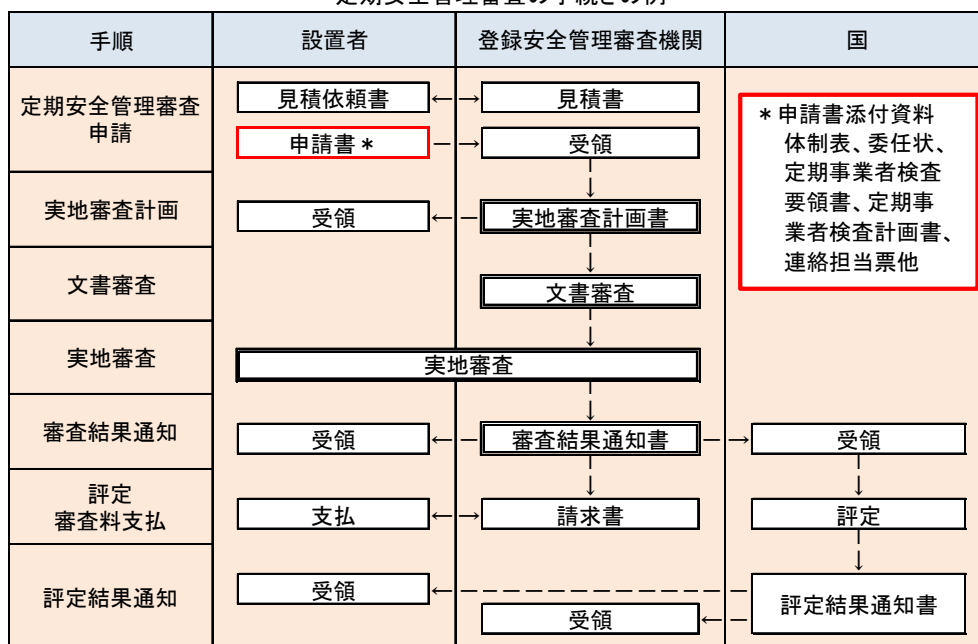 定期安全管理審査の手続きの例
手順
設置者
登録安全管理審査機関
国
定期安全管理審査
申請
見積依頼書
見積書
申請書＊
受領
＊申請書添付資料
体制表、委任状、
定期事業者検査
要領書、定期事
業者検査計画書、
連絡担当票他
実地審査計画
受領
実地審査計画書
文書審査
文書審査
実地審査
実地審査
審査結果通知
受領
審査結果通知書
受領
評定
審査料支払
支払
請求書
評定
評定結果通知
受領
受領
評定結果通知書